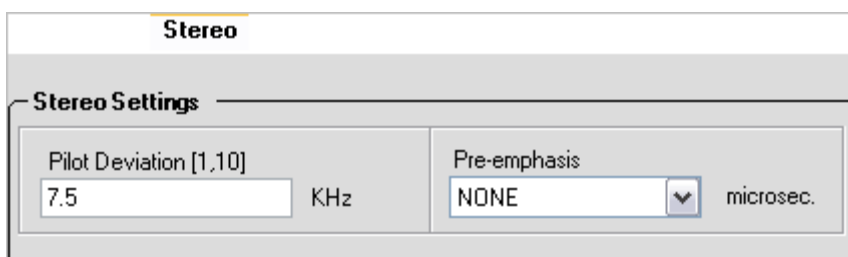 Stereo
Stereo Settings
Pilot Deviation [1,10]
7.5 KHz
Pre-emphasis
NONE microsec.